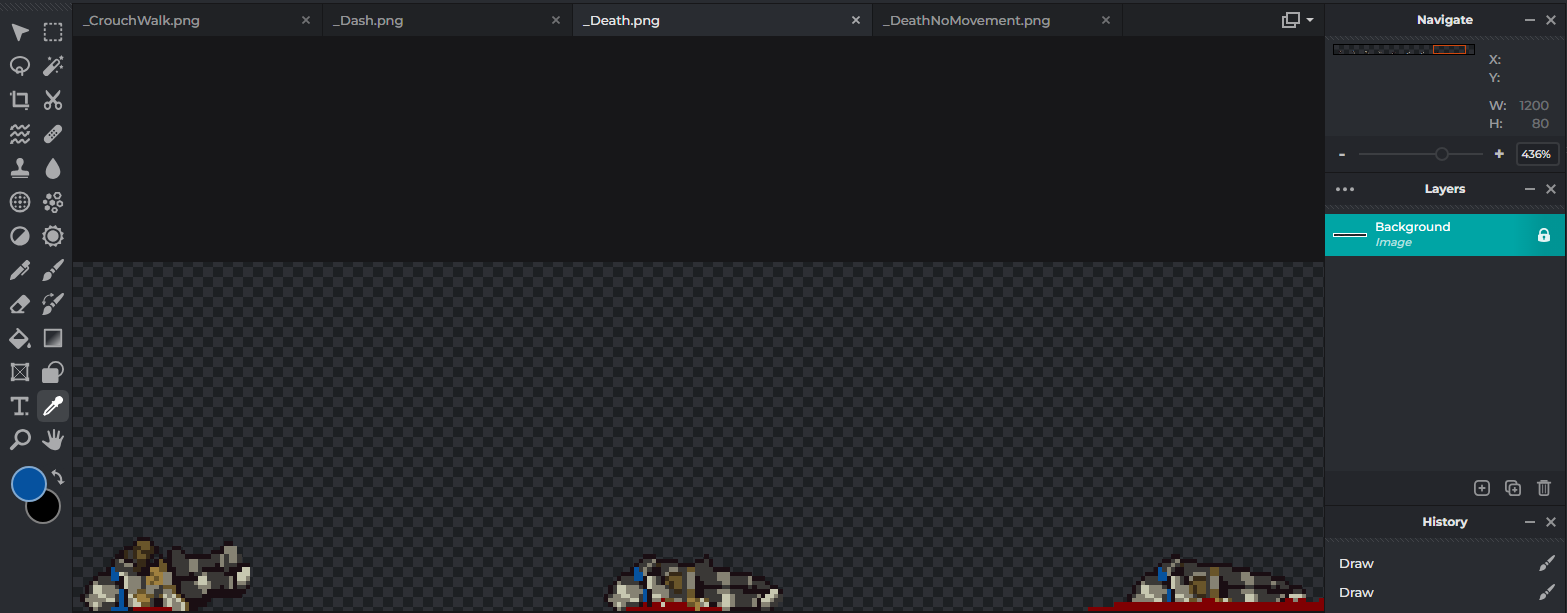 _CrouchWalk.png
_Dash.png
_Death.png
_DeathNoMovement.png
Navigate
X:
Y:
W: 1200
H: 80
- + 436%
Layers
Background
Image
T
History
Draw
Draw